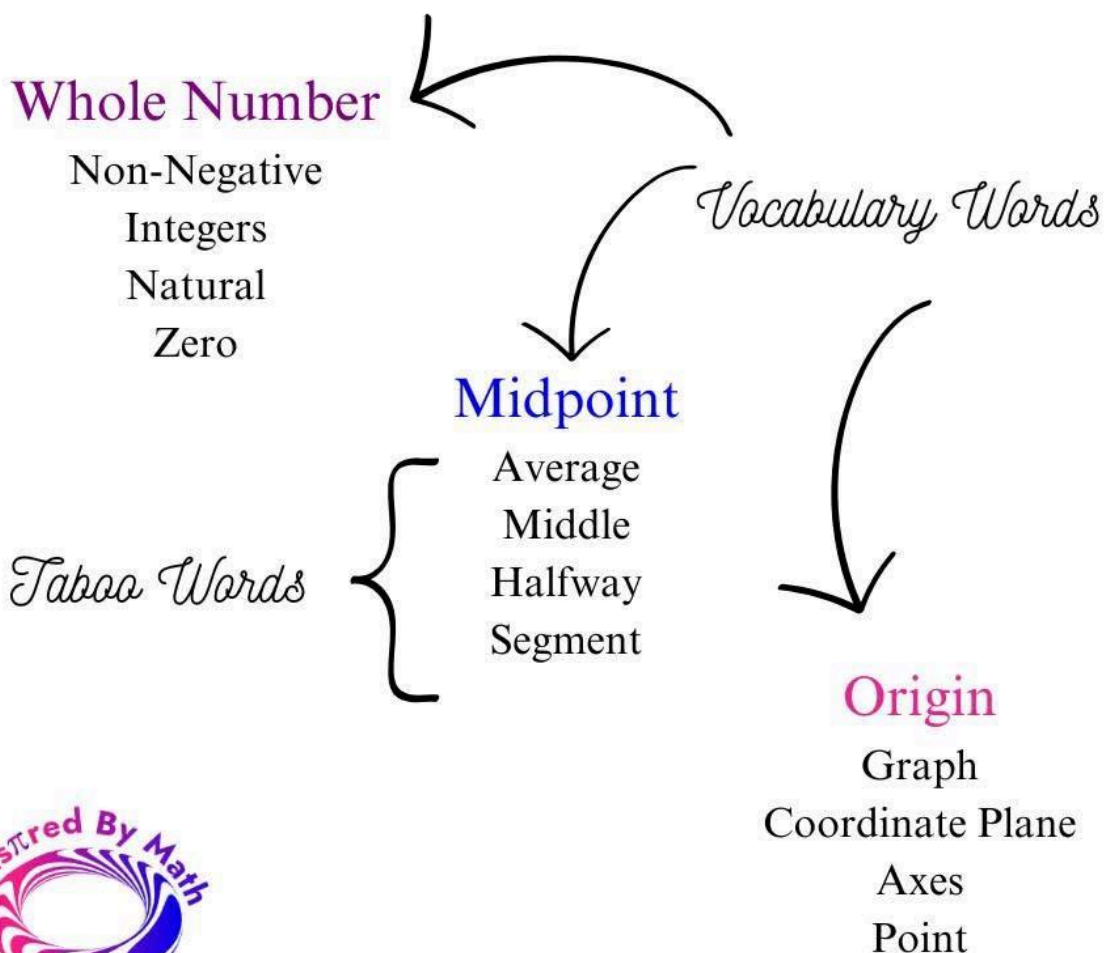 Whole Number
Non-Negative
Integers
Natural
Zero
Vocabulary Words
Midpoint
Average
Middle
Halfway
Segment
Taboo Words
Origin
Graph
Coordinate Plane
Axes
Point
By Math